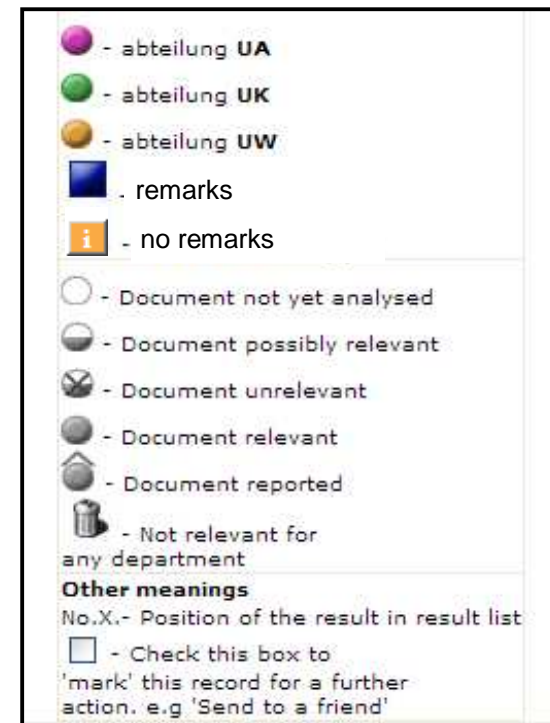 - abteilung UA
- abteilung UK
- abteilung UW
- remarks
i - no remarks
- Document not yet analysed
- Document possibly relevant
- Document unrelevant
- Document relevant
- Document reported
- Not relevant for
any department
Other meanings
No.X.- Position of the result in result list
- Check this box to
'mark' this record for a further
action. e.g 'Send to a friend'